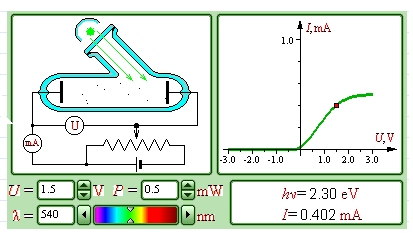 U
mA
I, mA
1.0
U, V
-3.0 -2.0 -1.0 0 1.0 2.0 3.0
U = 1.5 V P = 0.5 mW
λ = 540 nm
hν = 2.30 eV
I = 0.402 mA